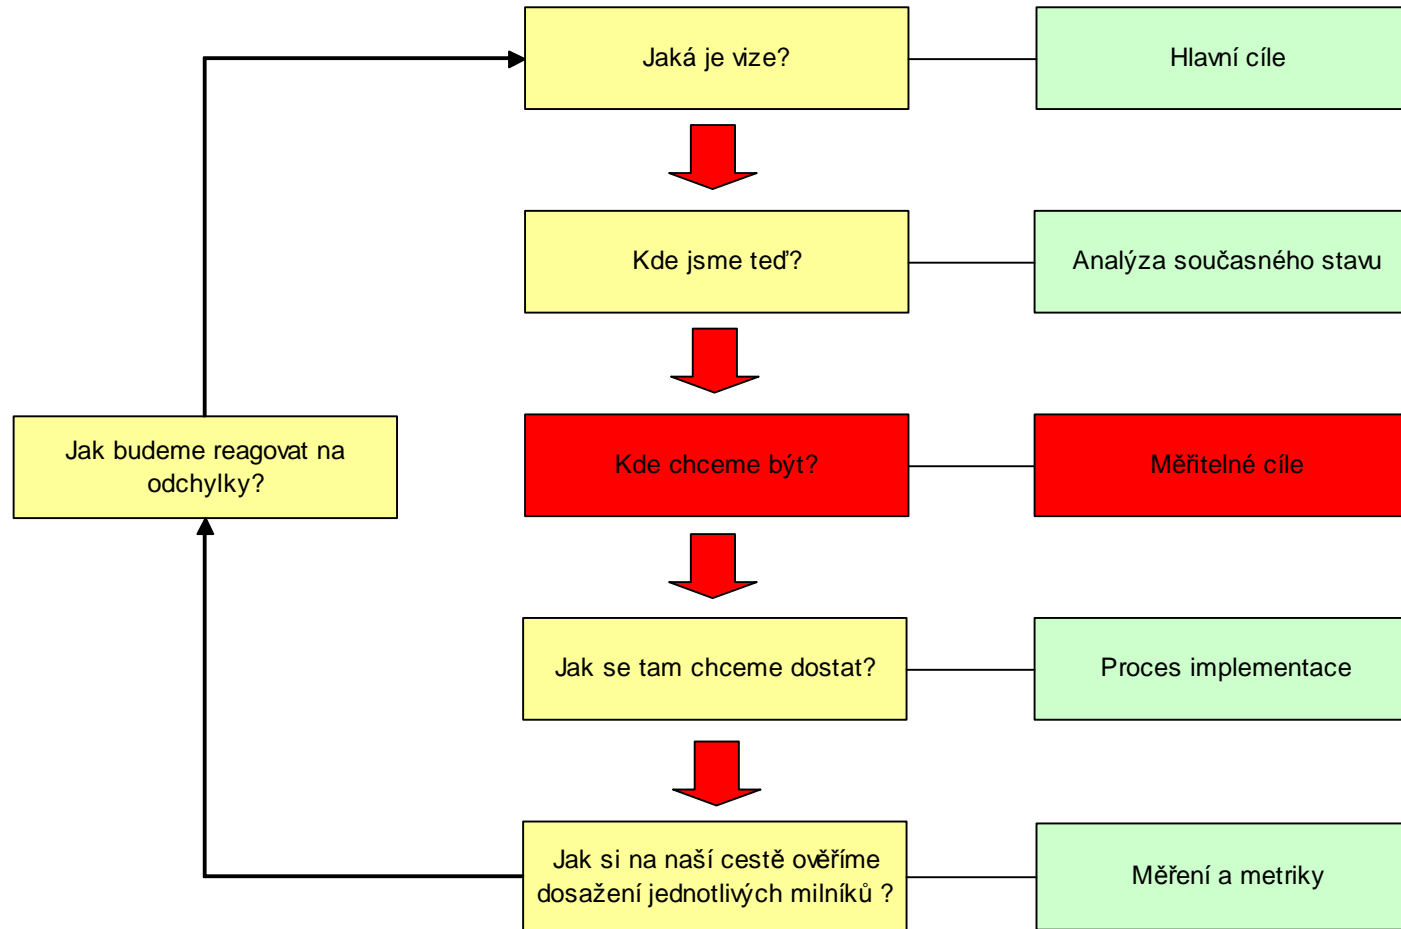 Jaká je vize?
Hlavní cíle
Kde jsme teď?
Analýza současného stavu
Jak budeme reagovat na
odchylky?
Kde chceme být?
Měřitelné cíle
Jak se tam chceme dostat?
Proces implementace
Jak si na naší cestě ověříme
dosažení jednotlivých milníků ?
Měření a metriky